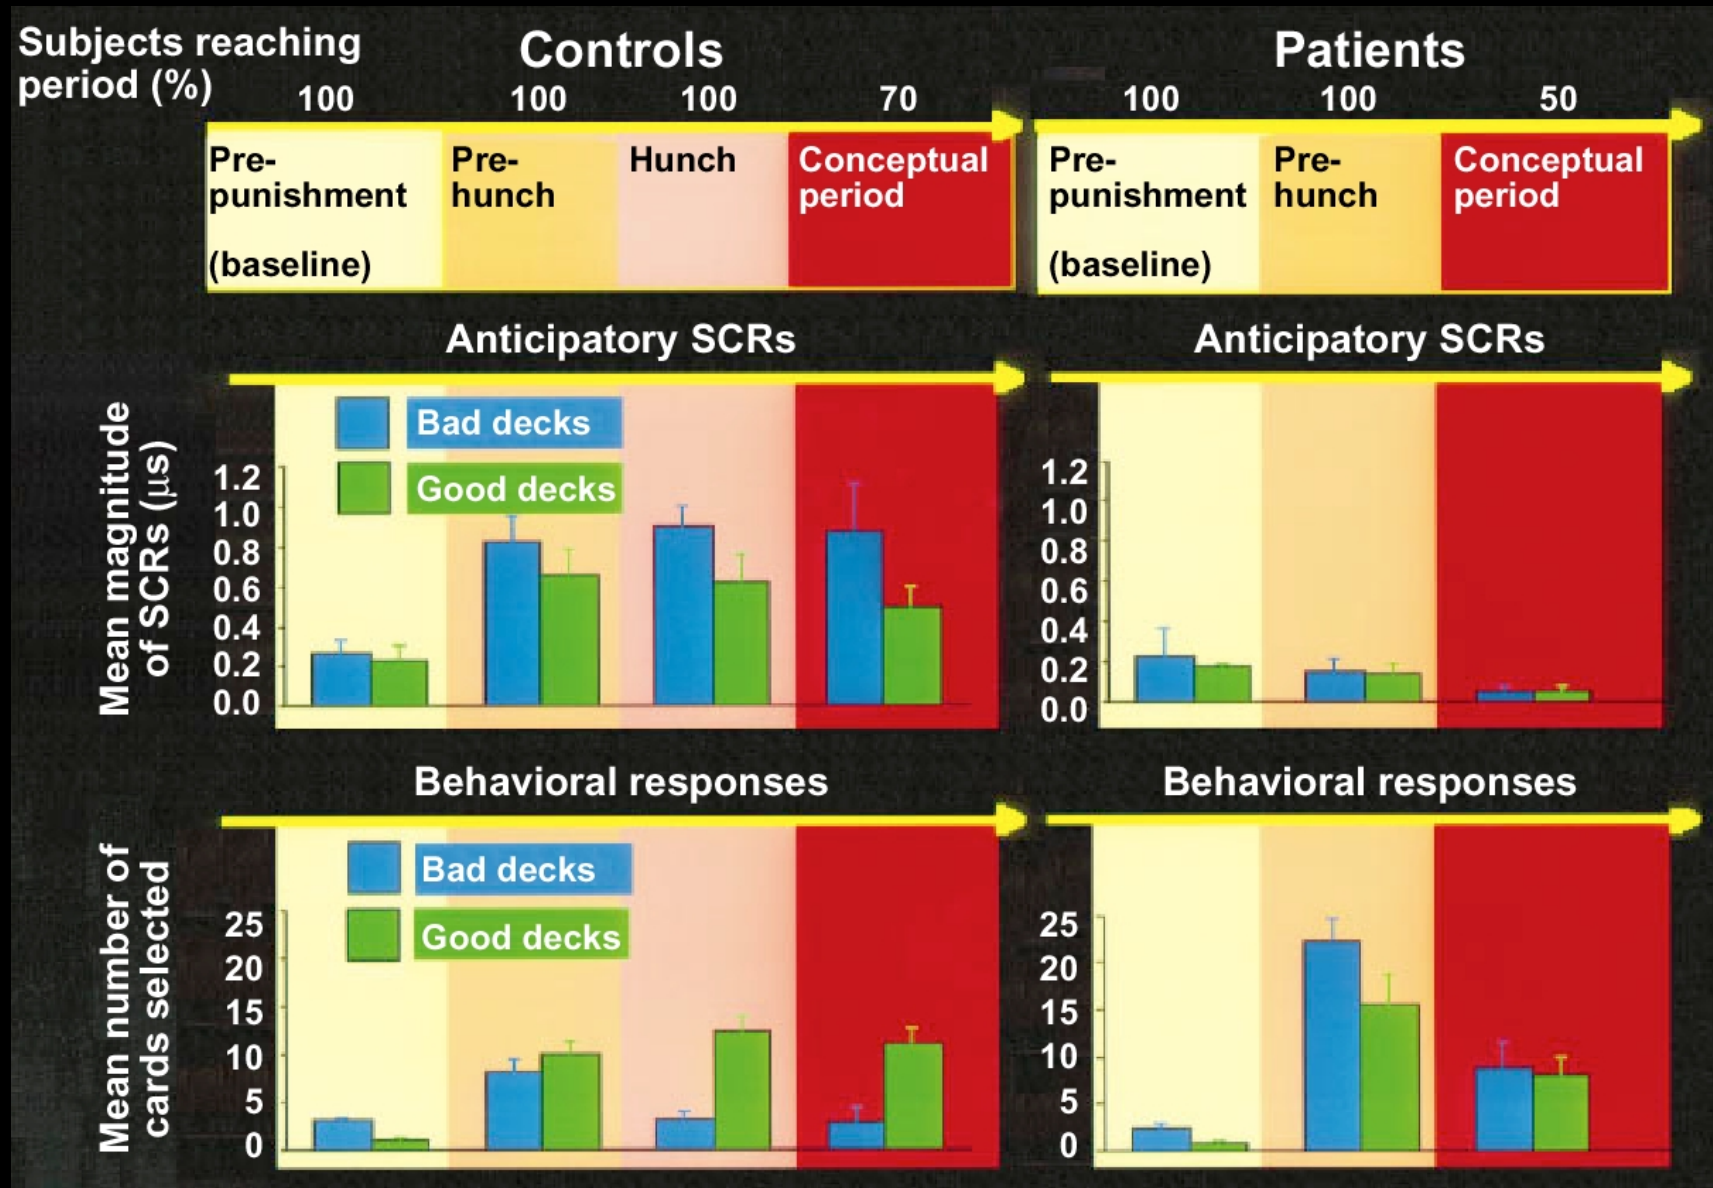 Subjects reaching
period (%)
Controls
100
100
100
70
Patients
100
100
50
Pre-
punishment
(baseline)
Pre-
hunch
Hunch
Conceptual
period
Pre-
punishment
(baseline)
Pre-
hunch
Conceptual
period
Anticipatory SCRs
Anticipatory SCRs
Mean magnitude
of SCRs (μs)
Bad decks
Good decks
1.2
1.0
0.8
0.6
0.4
0.2
0.0
1.2
1.0
0.8
0.6
0.4
0.2
0.0
Behavioral responses
Behavioral responses
Mean number of
cards selected
Bad decks
Good decks
25
20
15
10
5
0
25
20
15
10
5
0